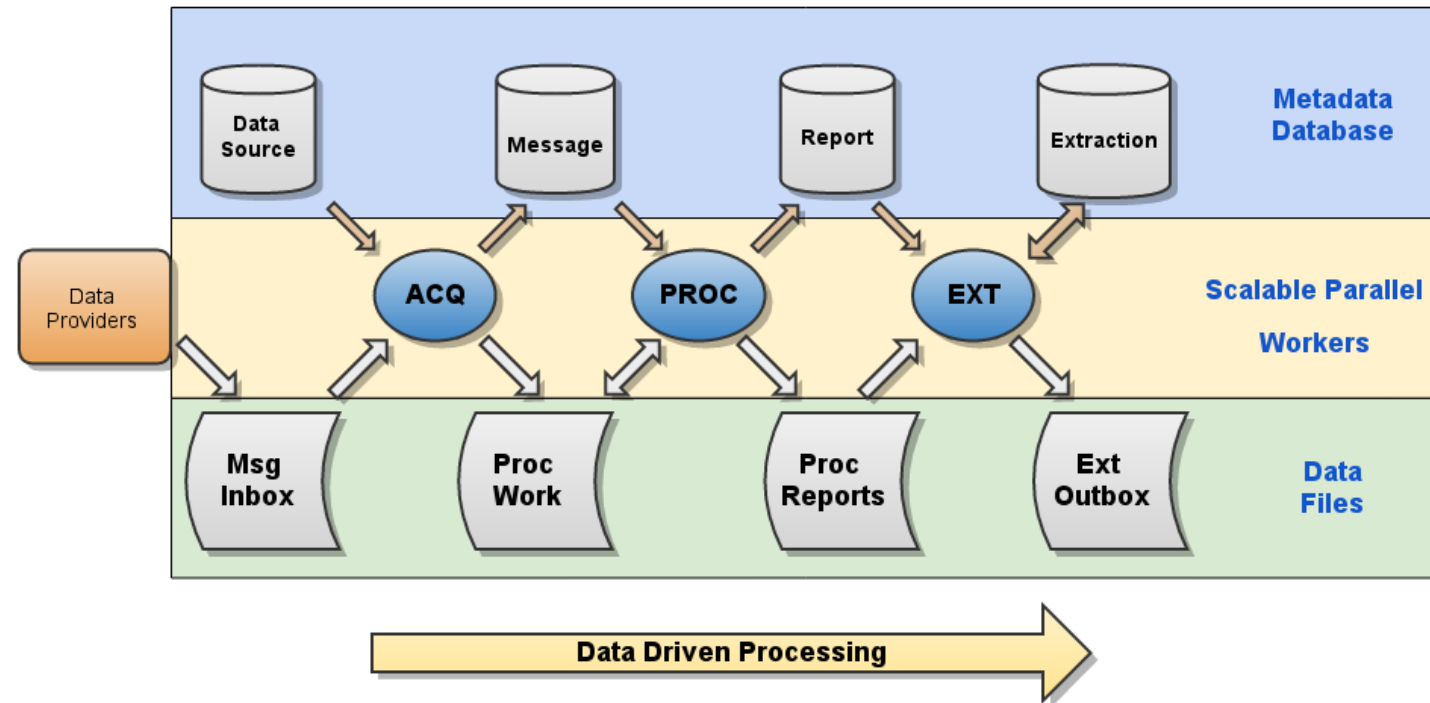 Data
Source
Message
Report
Extraction
Metadata
Database
Data
Providers
ACQ
PROC
EXT
Scalable Parallel
Workers
Msg
Inbox
Proc
Work
Proc
Reports
Ext
Outbox
Data
Files
Data Driven Processing